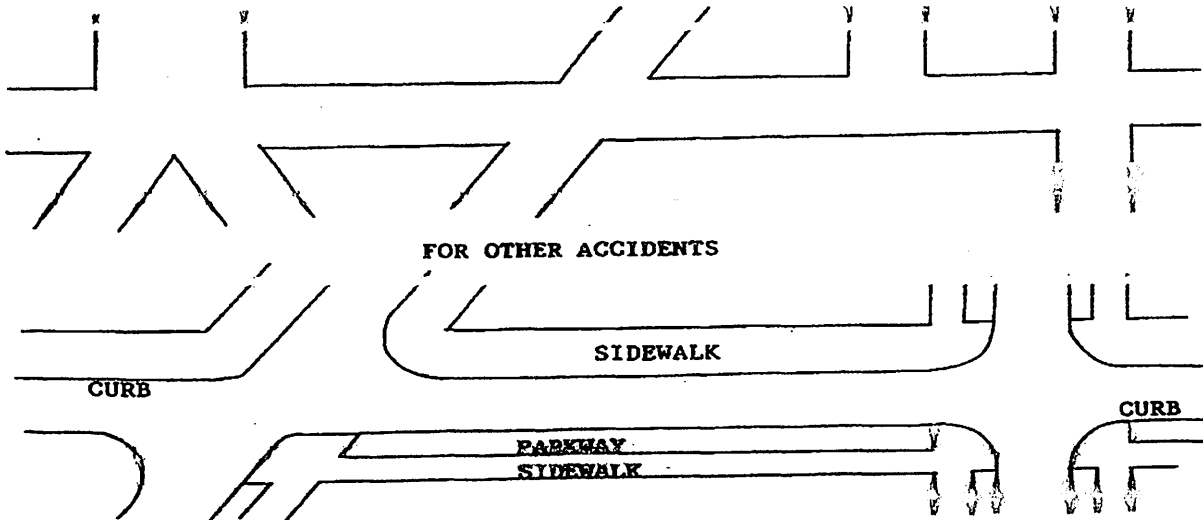 FOR OTHER ACCIDENTS
SIDEWALK
CURB
CURB
PARKWAY
SIDEWALK